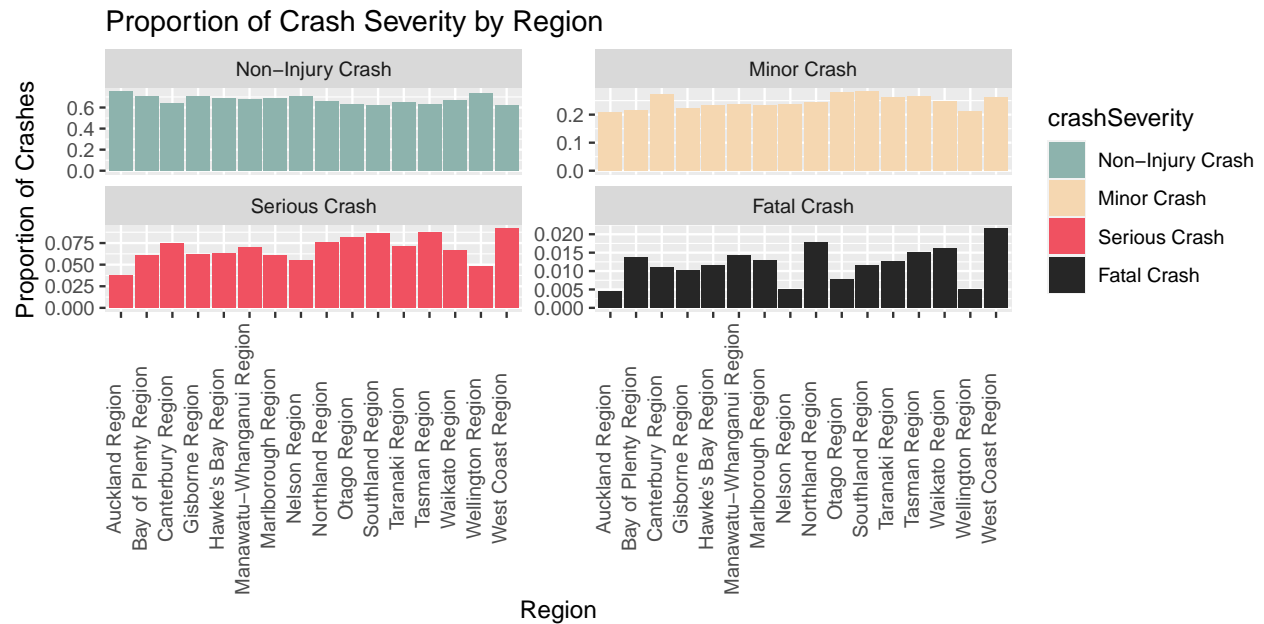 Proportion of Crash Severity by Region
Proportion of Crashes
Non−Injury Crash
0.6
0.4
0.2
0.0
Minor Crash
0.2
0.1
0.0
Serious Crash
0.075
0.050
0.025
0.000
Fatal Crash
0.020
0.015
0.010
0.005
0.000
Auckland Region
Bay of Plenty Region
Canterbury Region
Gisborne Region
Hawke's Bay Region
Manawatu−Whanganui Region
Marlborough Region
Nelson Region
Northland Region
Otago Region
Southland Region
Taranaki Region
Tasman Region
Waikato Region
Wellington Region
West Coast Region
Auckland Region
Bay of Plenty Region
Canterbury Region
Gisborne Region
Hawke's Bay Region
Manawatu−Whanganui Region
Marlborough Region
Nelson Region
Northland Region
Otago Region
Southland Region
Taranaki Region
Tasman Region
Waikato Region
Wellington Region
West Coast Region
Region
crashSeverity
Non−Injury Crash
Minor Crash
Serious Crash
Fatal Crash